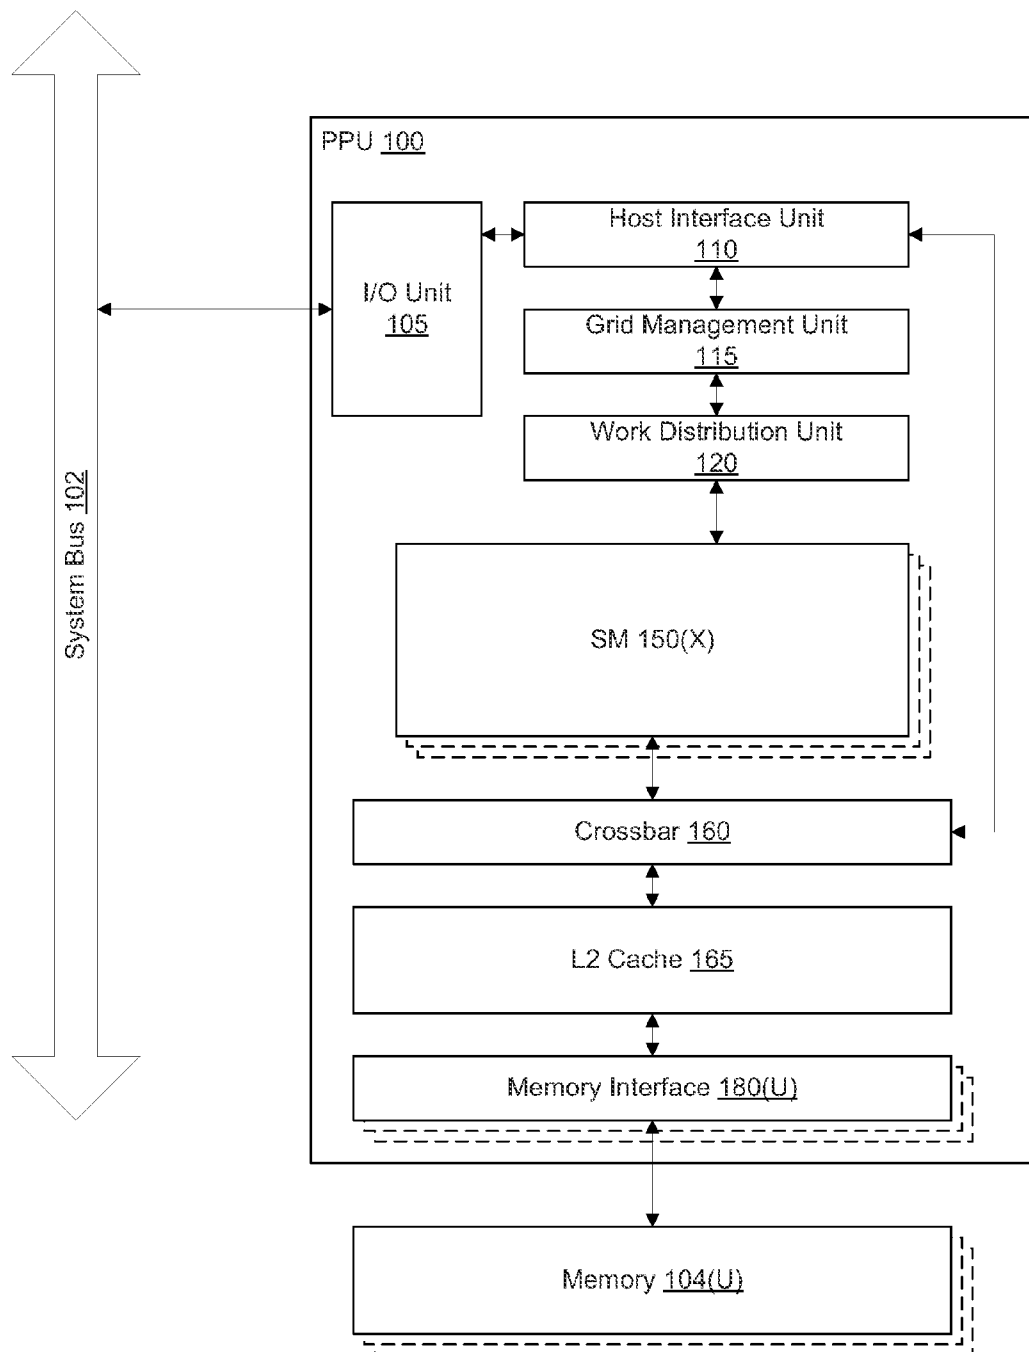 PPU 100
Host Interface Unit
110
I/O Unit
105
Grid Management Unit
115
Work Distribution Unit
120
System Bus 102
SM 150(X)
Crossbar 160
L2 Cache 165
Memory Interface 180(U)
Memory 104(U)